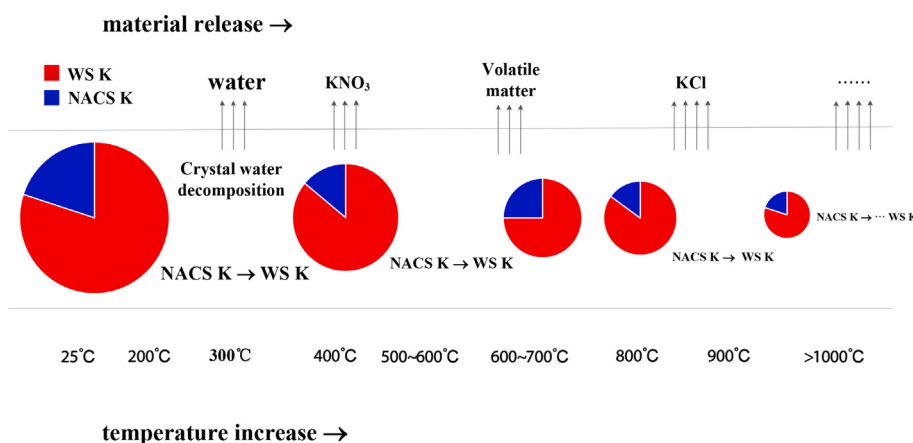 material release →
WS K
NACS K
water
KNO₃
Volatile
matter
KCl
······
Crystal water
decomposition
NACS K → WS K
NACS K → WS K
NACS K → WS K
NACS K → ··· WS K
25°C
200°C
300℃
400°C
500~600°C
600~700°C
800°C
900°C
>1000°C
temperature increase →